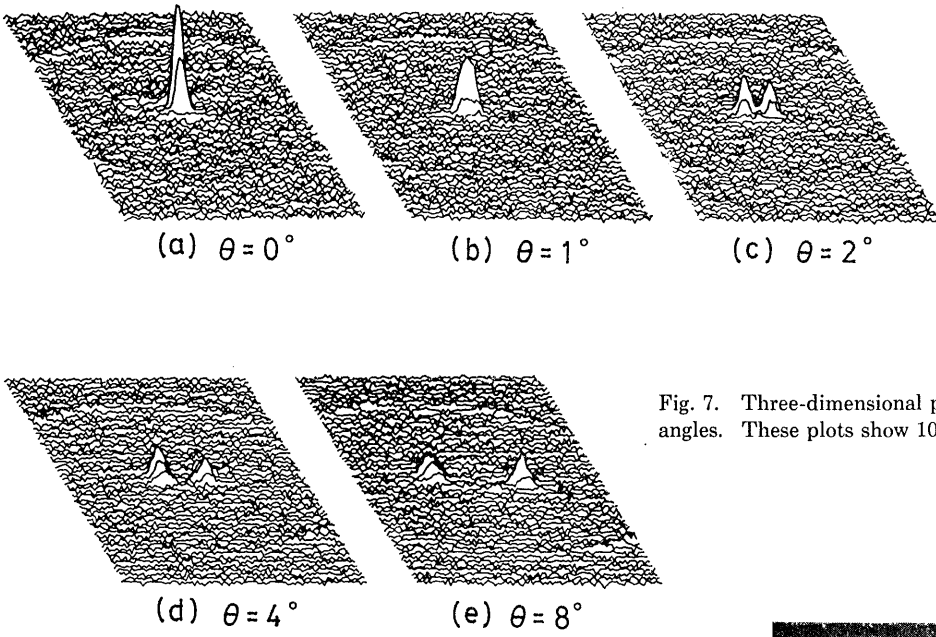 (a) θ = 0°
(b) θ = 1°
(c) θ = 2°
Fig. 7. Three-dimensional
angles. These plots show 10
(d) θ = 4°
(e) θ = 8°